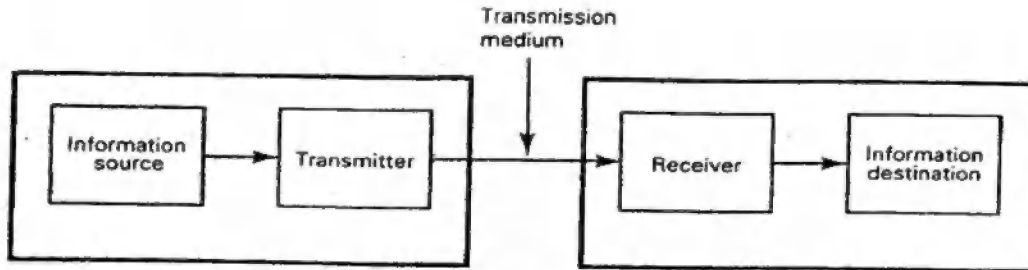 Transmission
medium
Information
source
Transmitter
Receiver
Information
destination